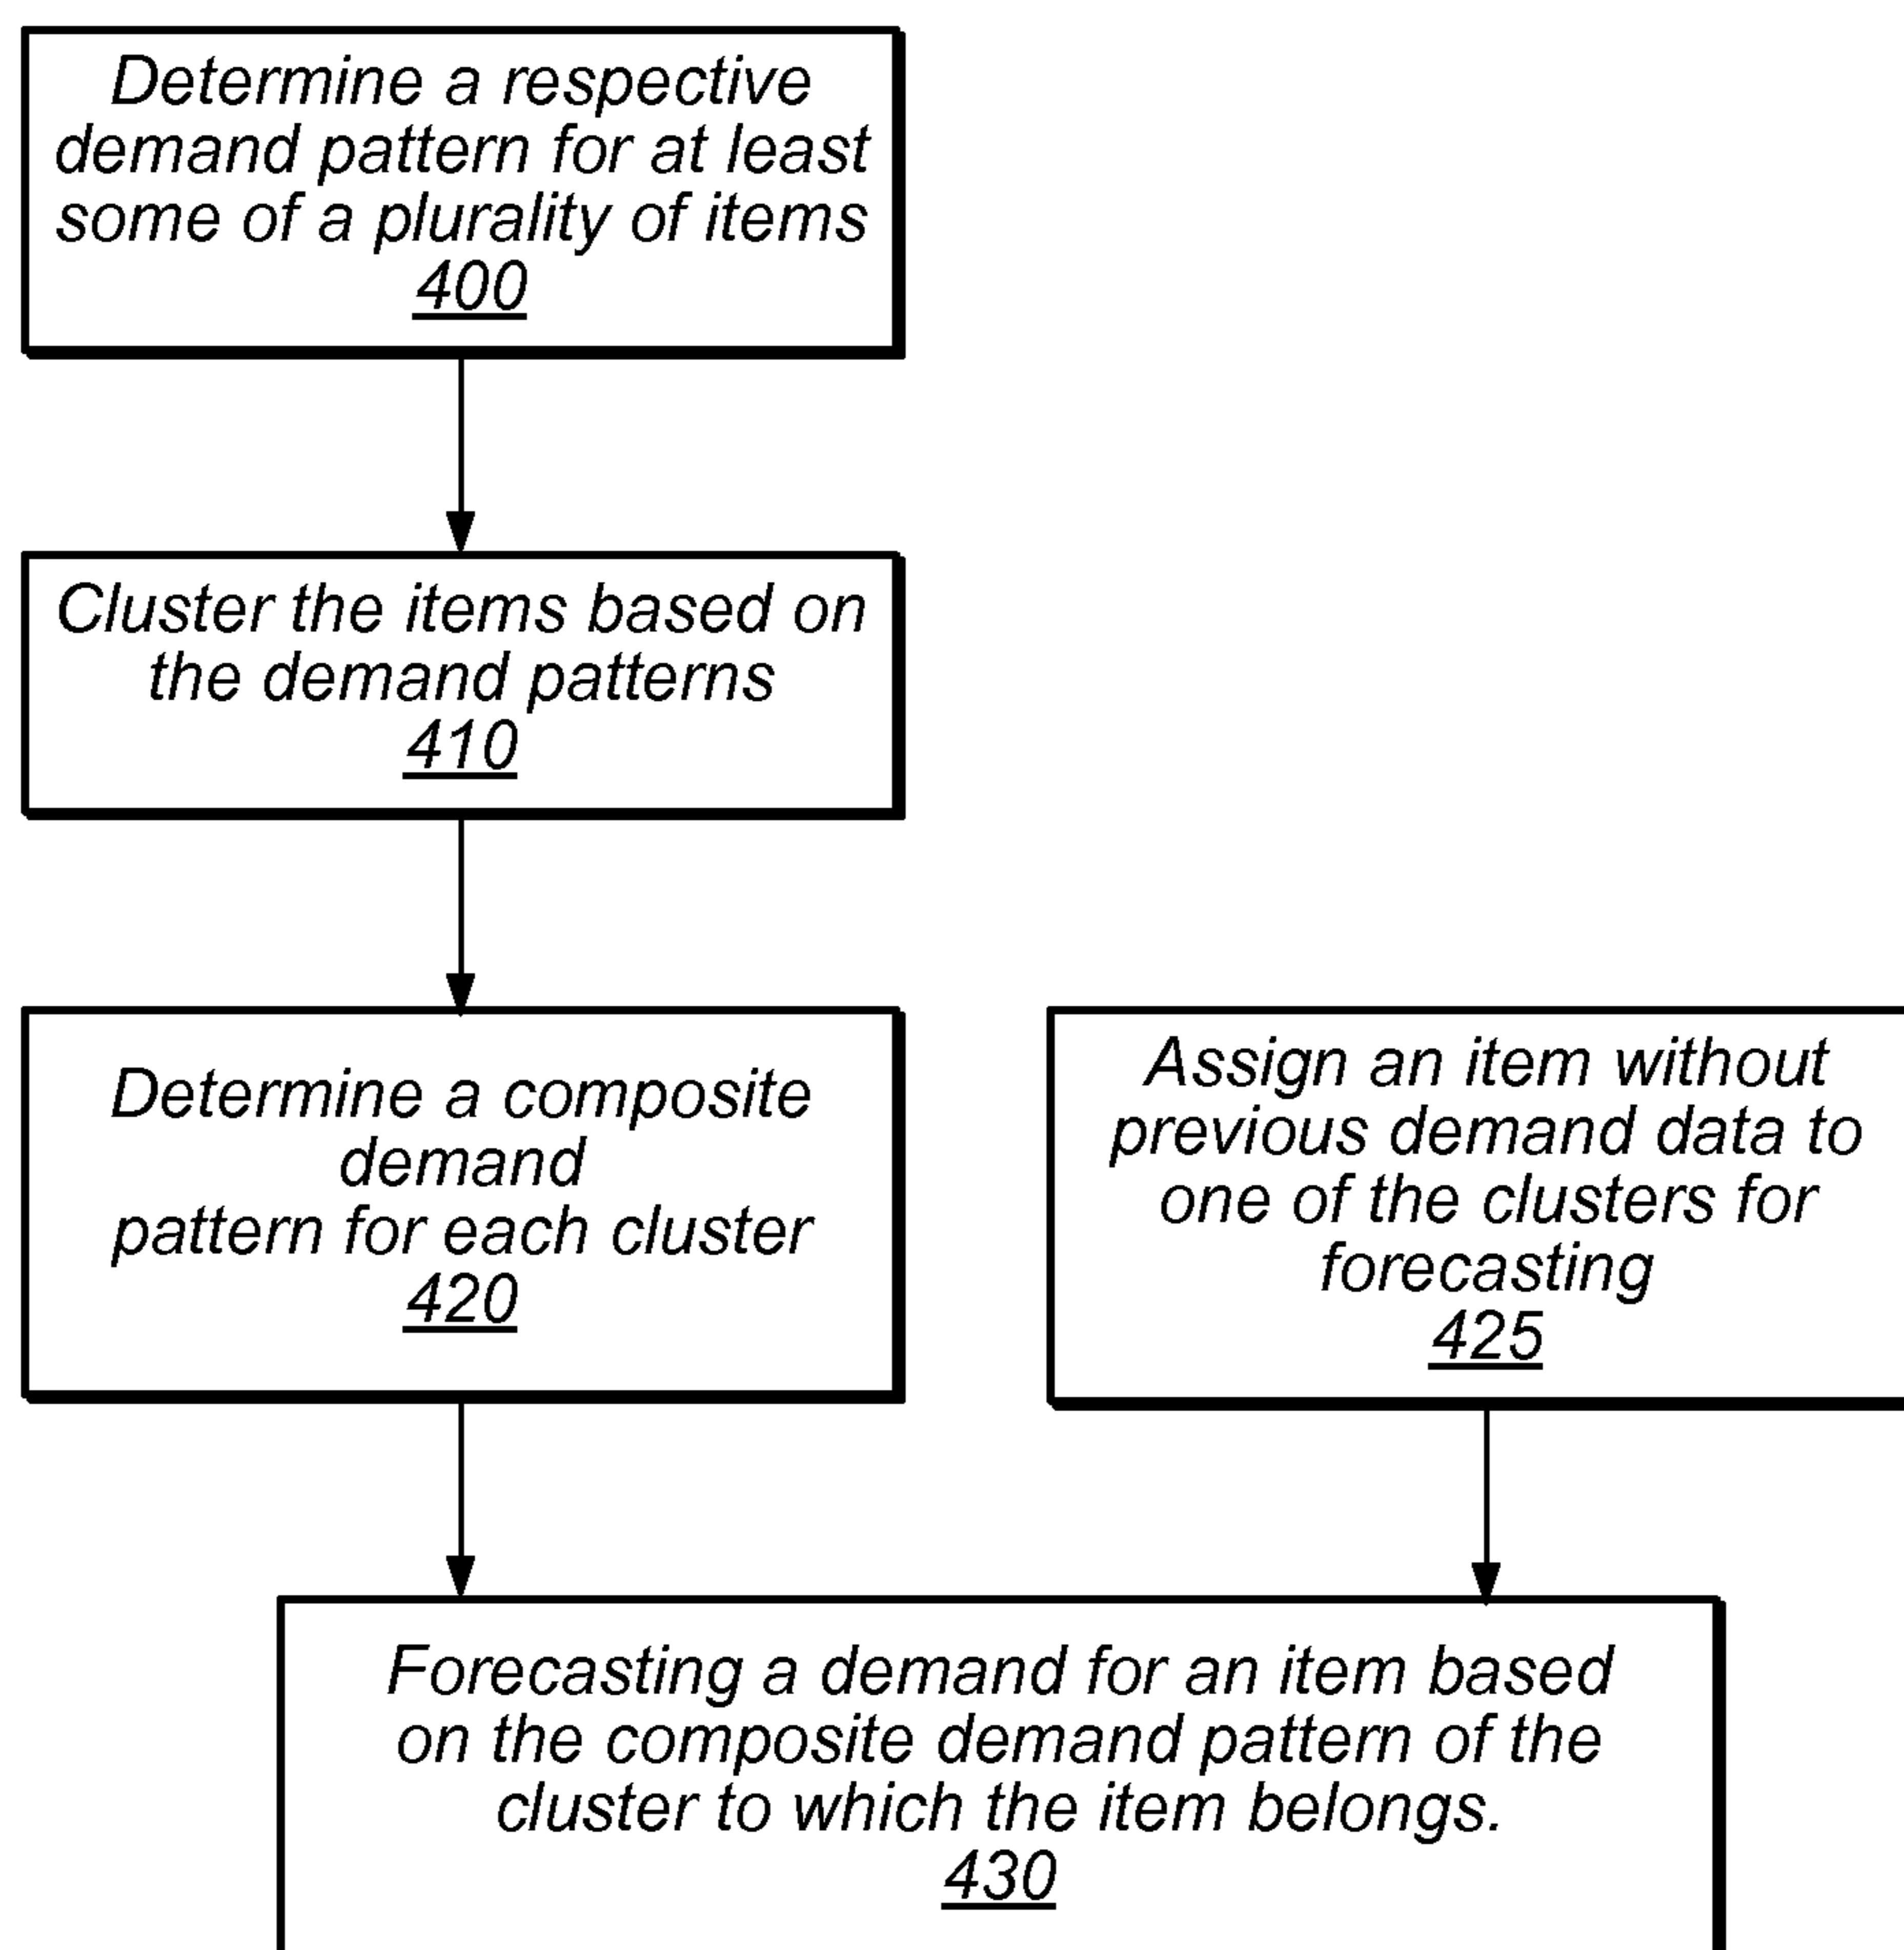 Determine a respective
demand pattern for at least
some of a plurality of items
400
Cluster the items based on
the demand patterns
410
Determine a composite
demand
pattern for each cluster
420
Assign an item without
previous demand data to
one of the clusters for
forecasting
425
Forecasting a demand for an item based
on the composite demand pattern of the
cluster to which the item belongs.
430